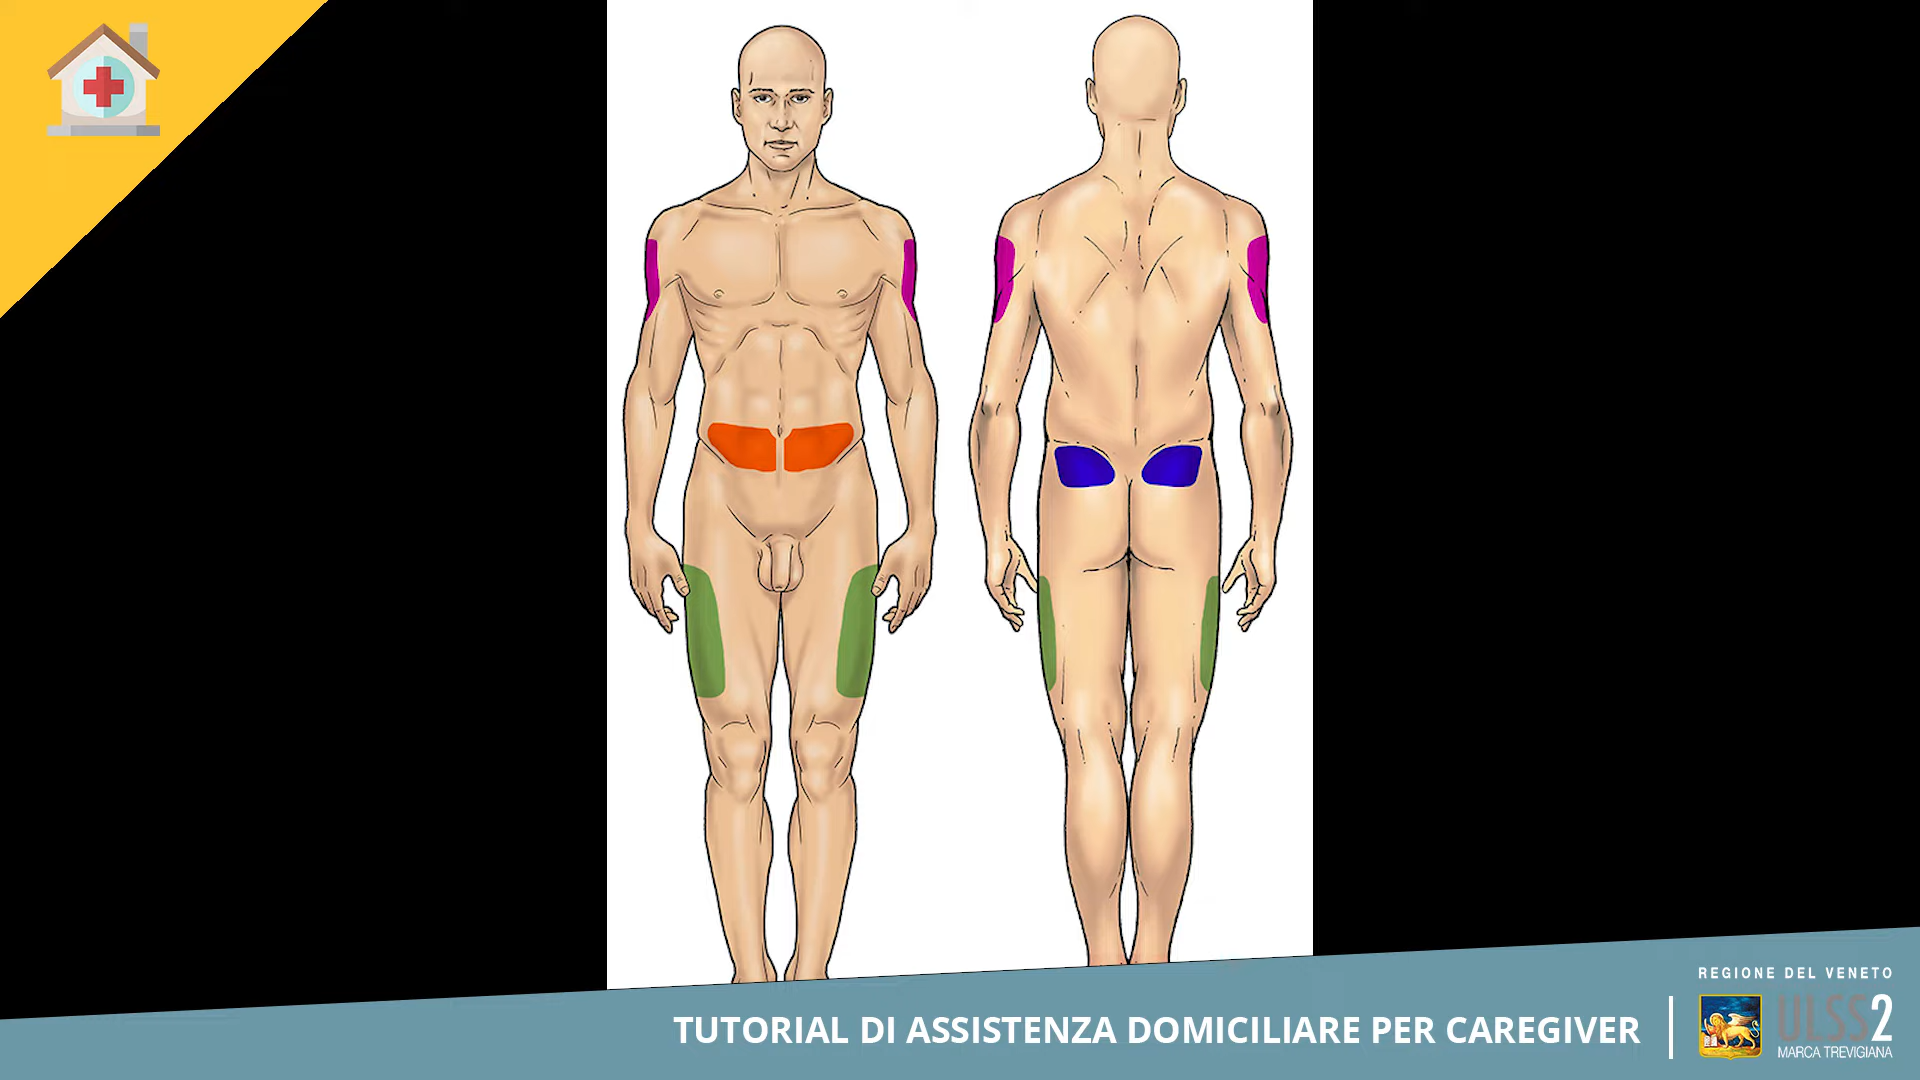 TUTORIAL DI ASSISTENZA DOMICILIARE PER CAREGIVER
REGIONE DEL VENETO
ULSS2
MARCA TREVIGIANA